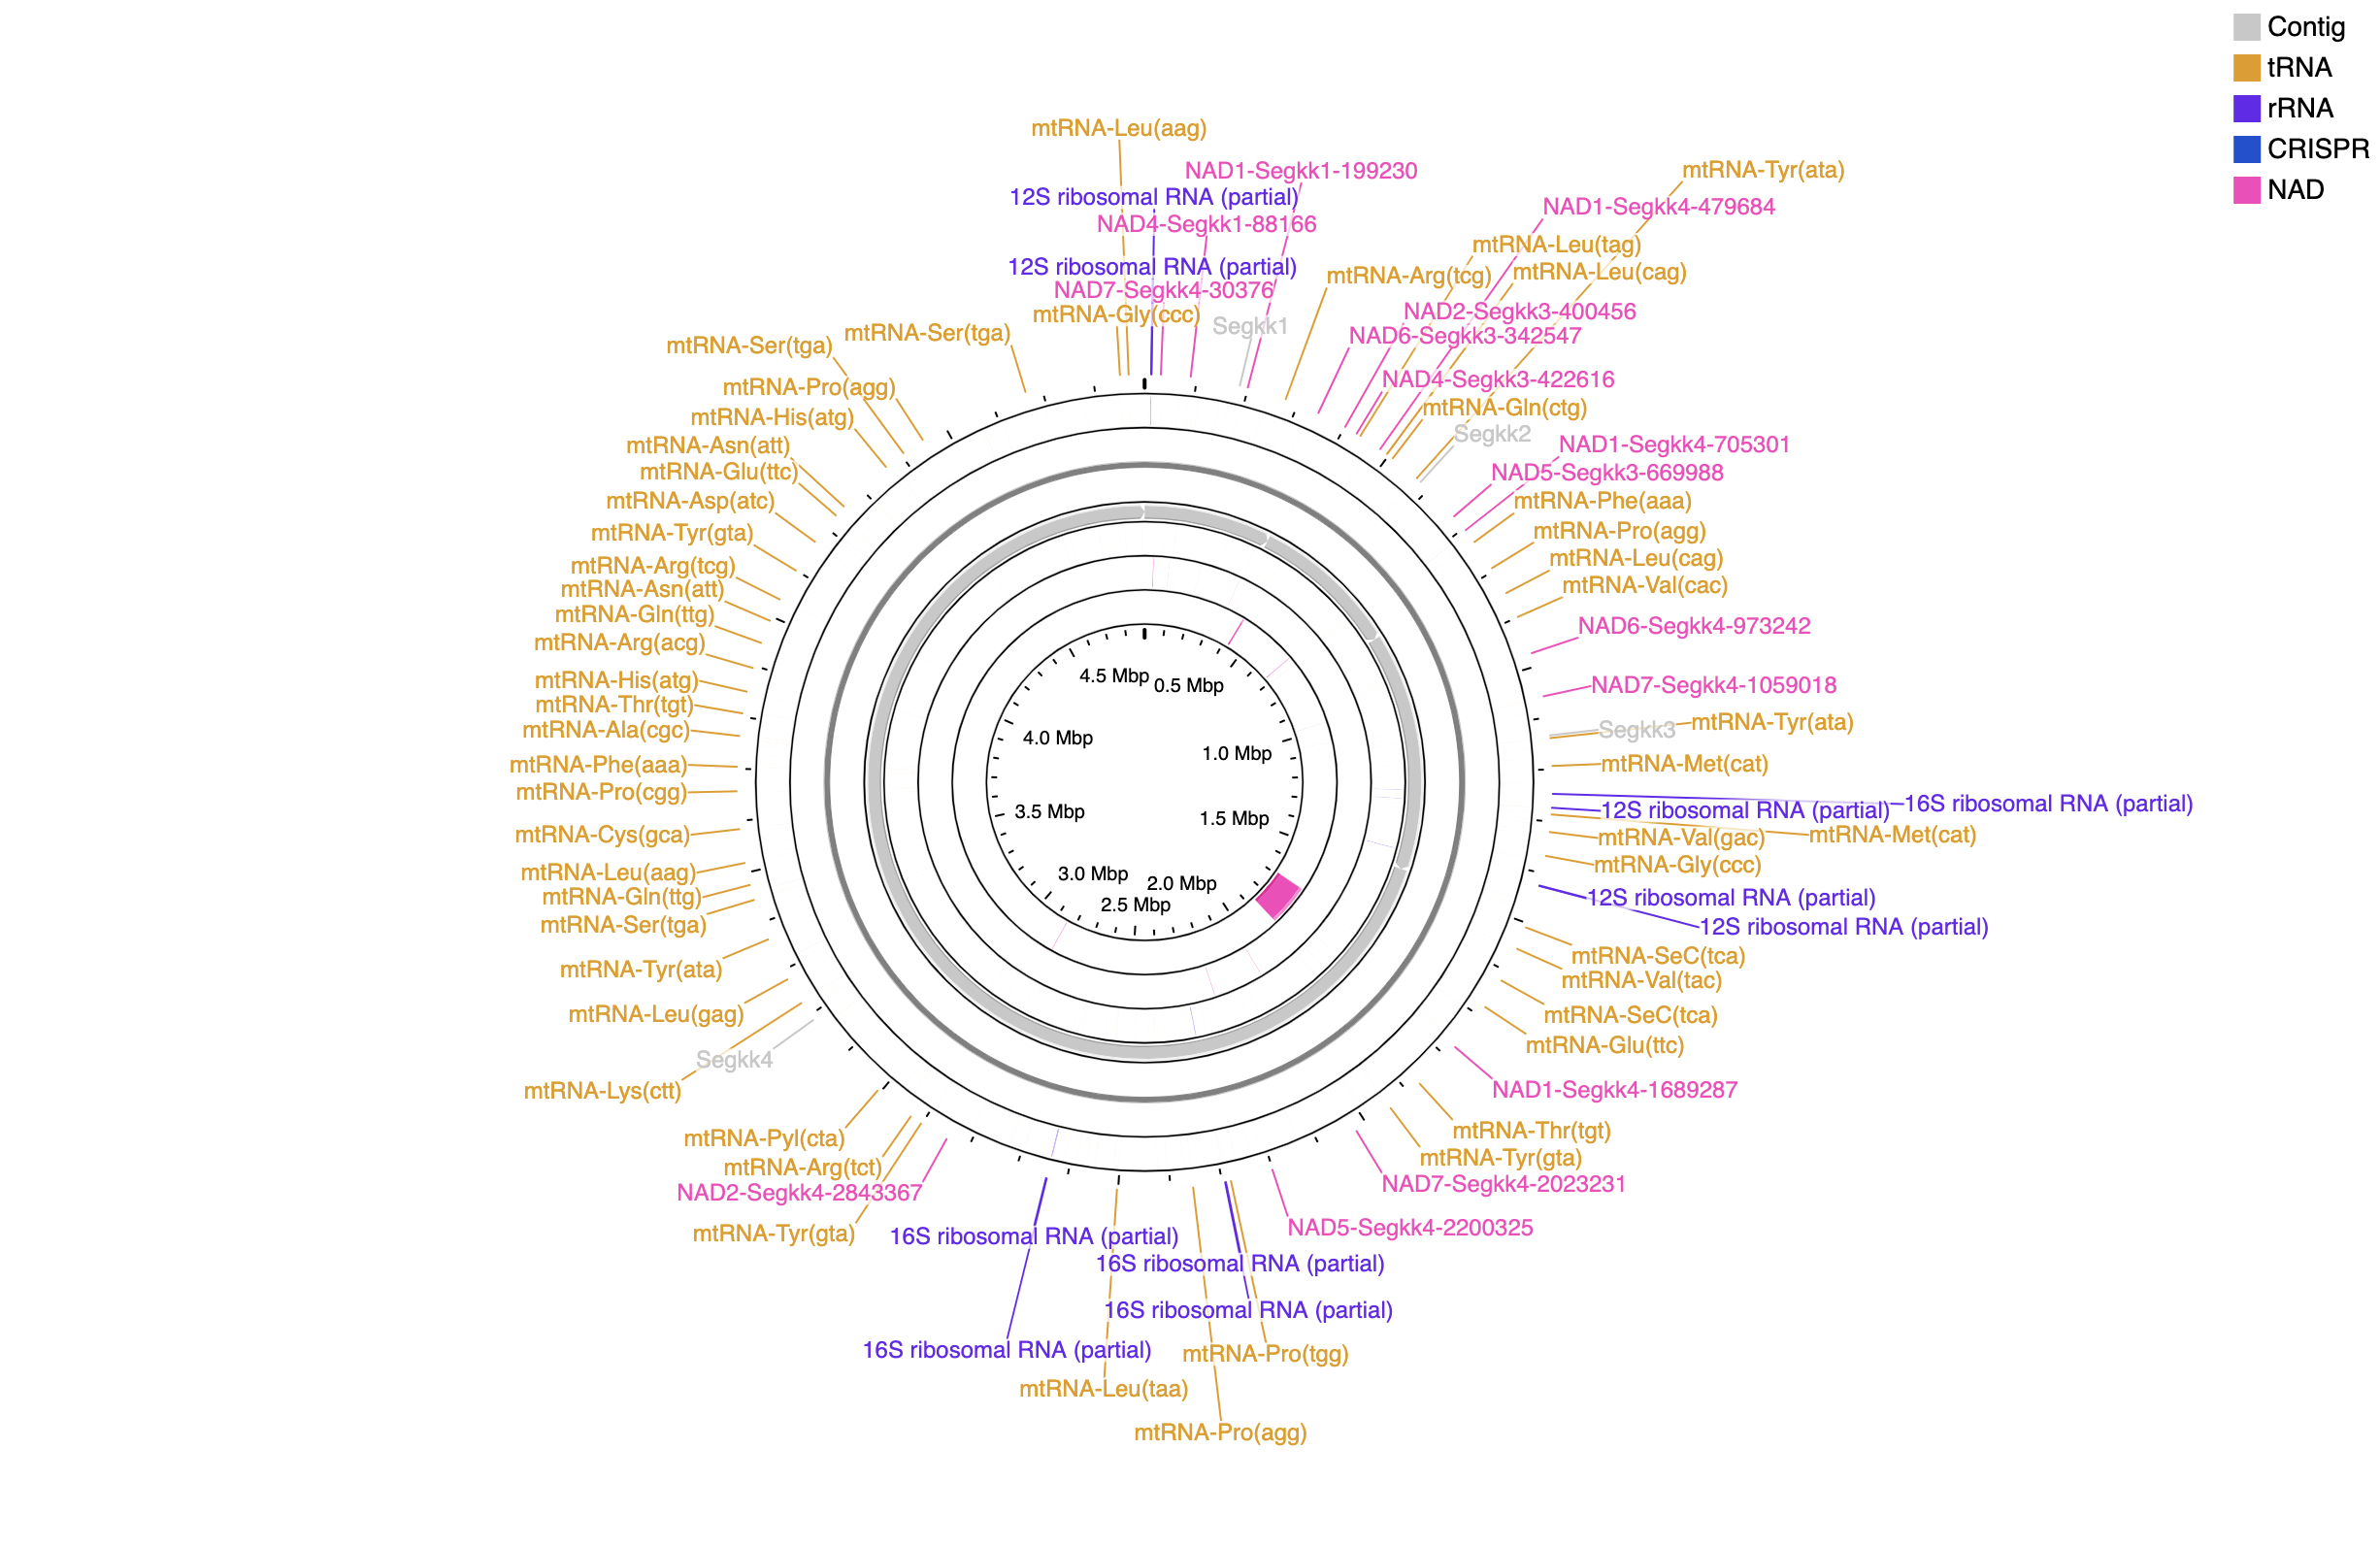 Contig
tRNA
rRNA
CRISPR
NAD
mtRNA-Leu(aag)
NAD1-Segkk1-199230
12S ribosomal RNA (partial)
NAD4-Segkk1-88166
12S ribosomal RNA (partial)
NAD7-Segkk4-30376
mtRNA-Gly(ccc)
Segkk1
mtRNA-Tyr(ata)
NAD1-Segkk4-479684
mtRNA-Leu(tag)
mtRNA-Leu(cag)
mtRNA-Arg(tcg)
NAD2-Segkk3-400456
NAD6-Segkk3-342547
NAD4-Segkk3-422616
mtRNA-Gln(ctg)
Segkk2
NAD1-Segkk4-705301
NAD5-Segkk3-669988
mtRNA-Phe(aaa)
mtRNA-Pro(agg)
mtRNA-Leu(cag)
mtRNA-Val(cac)
NAD6-Segkk4-973242
NAD7-Segkk4-1059018
mtRNA-Tyr(ata)
Segkk3
mtRNA-Met(cat)
16S ribosomal RNA (partial)
12S ribosomal RNA (partial)
mtRNA-Met(cat)
mtRNA-Val(gac)
mtRNA-Gly(ccc)
12S ribosomal RNA (partial)
12S ribosomal RNA (partial)
mtRNA-SeC(tca)
mtRNA-Val(tac)
mtRNA-SeC(tca)
mtRNA-Glu(ttc)
NAD1-Segkk4-1689287
mtRNA-Thr(tgt)
mtRNA-Tyr(gta)
NAD7-Segkk4-2023231
NAD5-Segkk4-2200325
16S ribosomal RNA (partial)
16S ribosomal RNA (partial)
mtRNA-Pro(tgg)
mtRNA-Pro(agg)
mtRNA-Leu(taa)
16S ribosomal RNA (partial)
16S ribosomal RNA (partial)
mtRNA-Tyr(gta)
NAD2-Segkk4-2843367
mtRNA-Arg(tct)
mtRNA-Pyl(cta)
mtRNA-Lys(ctt)
Segkk4
mtRNA-Leu(gag)
mtRNA-Tyr(ata)
mtRNA-Ser(tga)
mtRNA-Gln(ttg)
mtRNA-Leu(aag)
mtRNA-Cys(gca)
mtRNA-Pro(cgg)
mtRNA-Phe(aaa)
mtRNA-Ala(cgc)
mtRNA-Thr(tgt)
mtRNA-His(atg)
mtRNA-Arg(acg)
mtRNA-Gln(ttg)
mtRNA-Asn(att)
mtRNA-Arg(tcg)
mtRNA-Tyr(gta)
mtRNA-Asp(atc)
mtRNA-Glu(ttc)
mtRNA-Asn(att)
mtRNA-His(atg)
mtRNA-Pro(agg)
mtRNA-Ser(tga)
mtRNA-Ser(tga)
0.5 Mbp
1.0 Mbp
1.5 Mbp
2.0 Mbp
2.5 Mbp
3.0 Mbp
3.5 Mbp
4.0 Mbp
4.5 Mbp